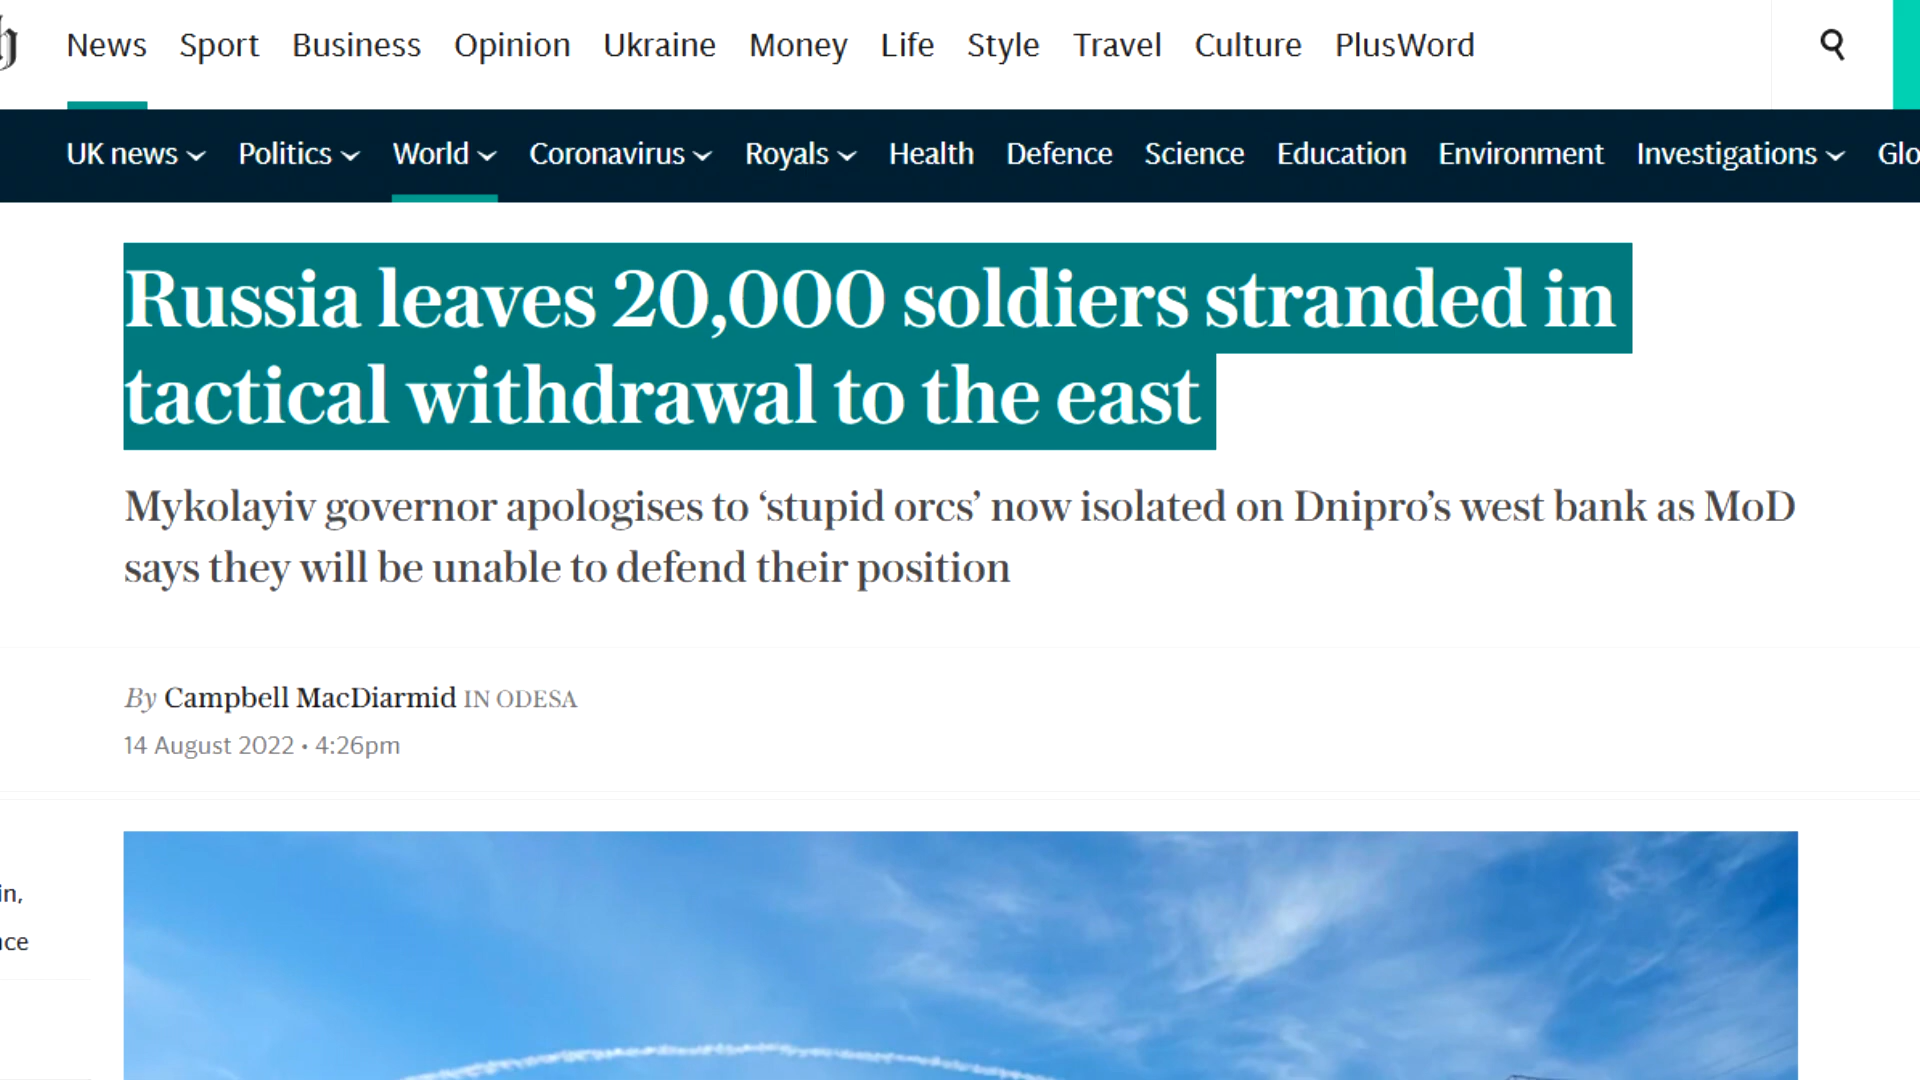 News Sport Business Opinion Ukraine Money Life Style Travel Culture PlusWord
UK news Politics World Coronavirus Royals Health Defence Science Education Environment Investigations
Russia leaves 20,000 soldiers stranded in
tactical withdrawal to the east
Mykolayiv governor apologises to ‘stupid orcs’ now isolated on Dnipro’s west bank as MoD
says they will be unable to defend their position
By Campbell MacDiarmid IN ODESA
14 August 2022 • 4:26pm